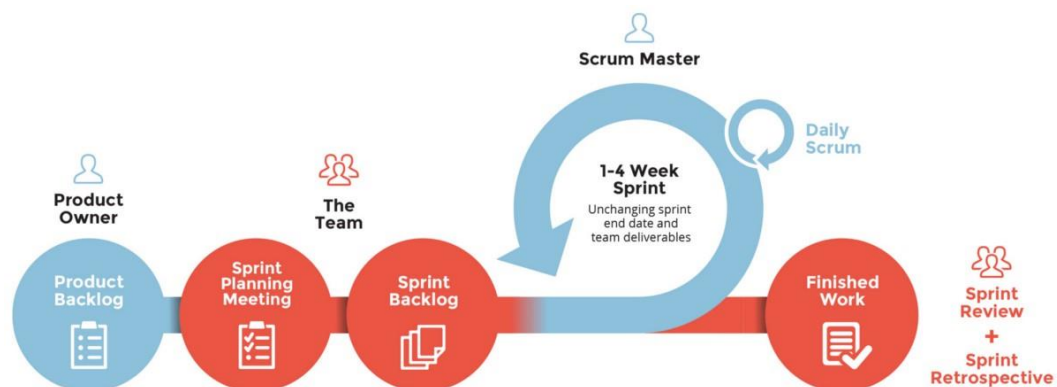 Scrum Master
Daily
Scrum
1-4 Week
Sprint
Unchanging sprint
end date and
team deliverables
Product
Owner
The
Team
Product
Backlog
Sprint
Planning
Meeting
Sprint
Backlog
Finished
Work
Sprint
Review
+
Sprint
Retrospective